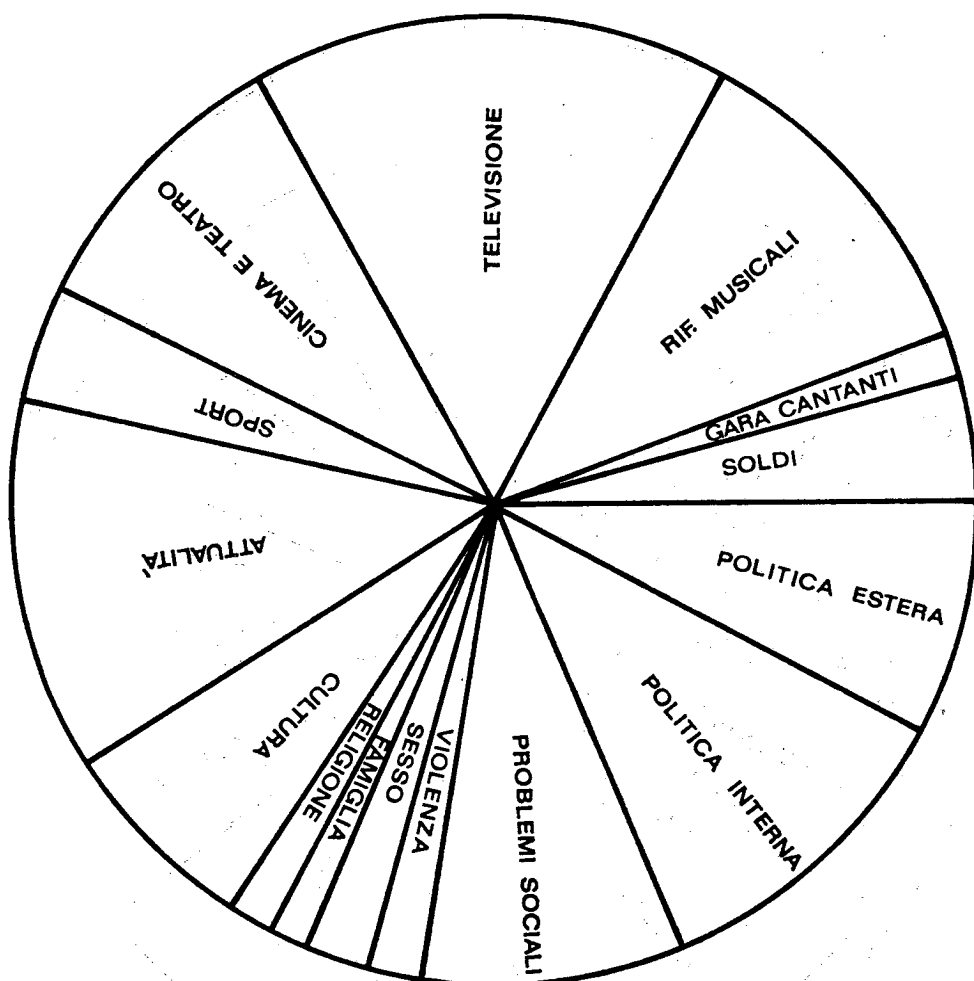 TELEVISIONE
RIF. MUSICALI
GARA CANTANTI
SOLDI
POLITICA ESTERA
POLITICA INTERNA
PROBLEMI SOCIALI
VIOLENZA
SESSO
FAMIGLIA
RELIGIONE
CULTURA
ATTUALITÀ
SPORT
CINEMA E TEATRO